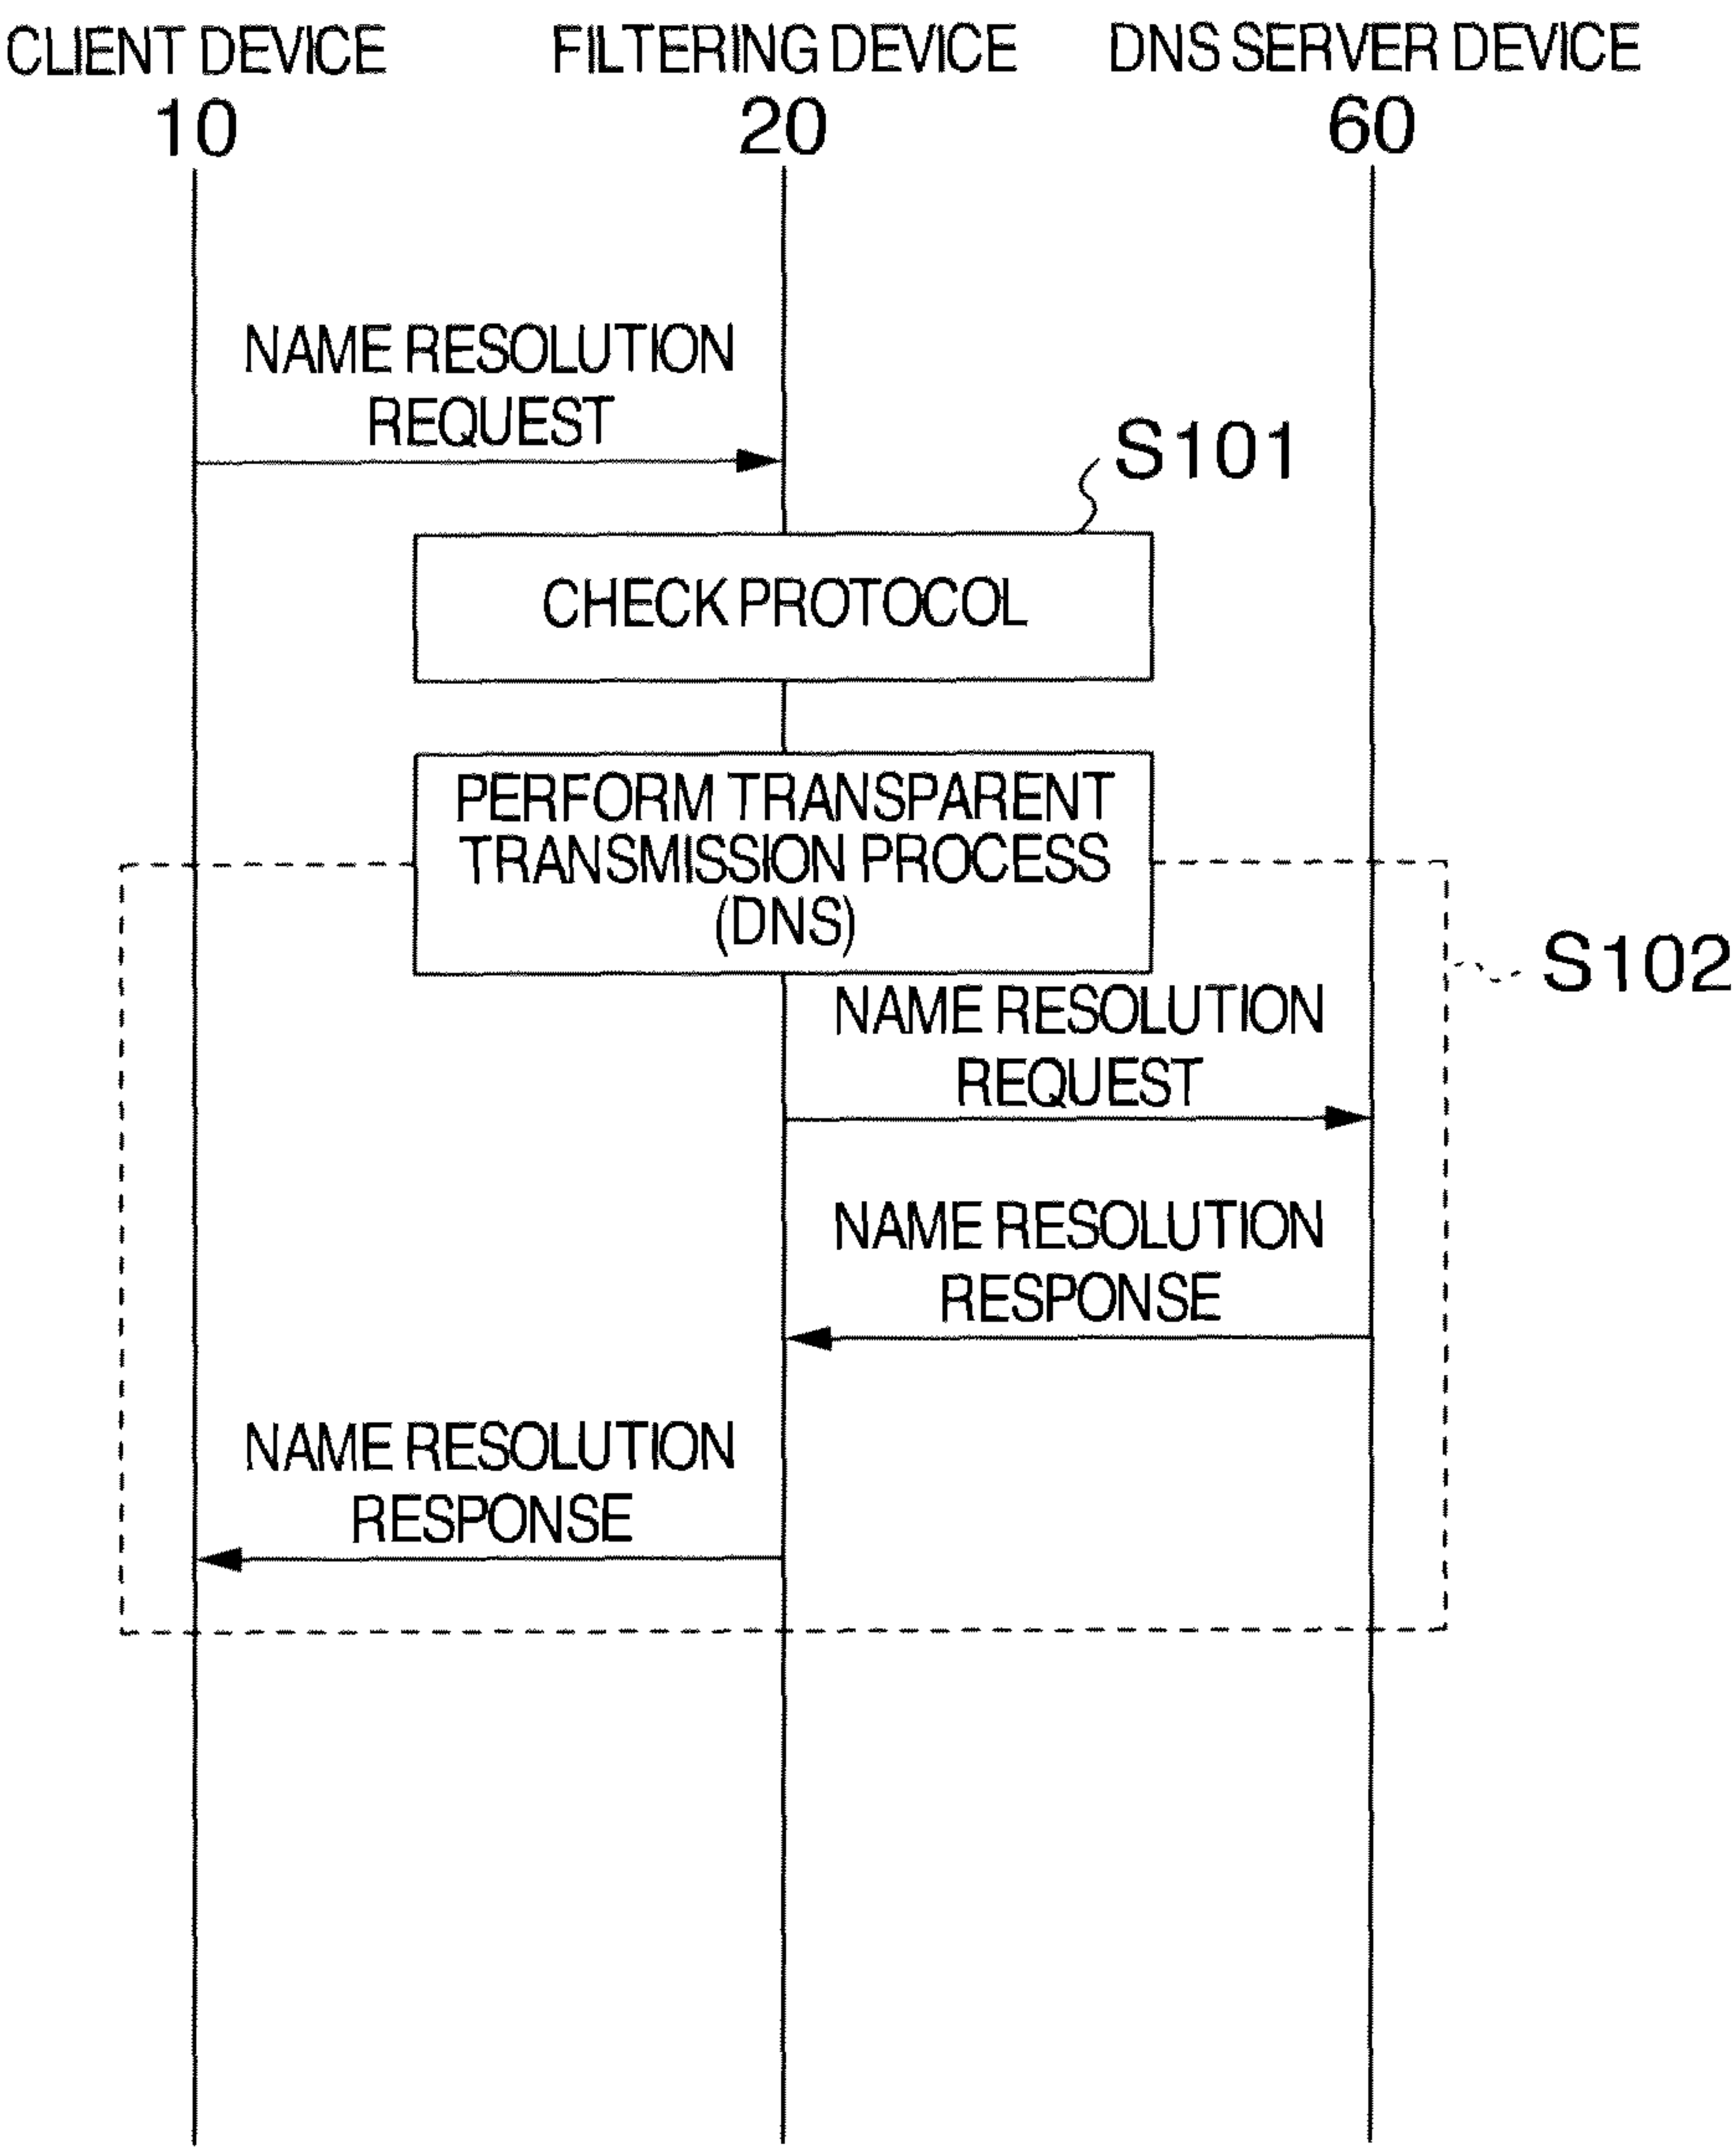 CLIENT DEVICE
10
FILTERING DEVICE
20
DNS SERVER DEVICE
60
NAME RESOLUTION
REQUEST
S101
CHECK PROTOCOL
PERFORM TRANSPARENT
TRANSMISSION PROCESS
(DNS)
S102
NAME RESOLUTION
REQUEST
NAME RESOLUTION
RESPONSE
NAME RESOLUTION
RESPONSE